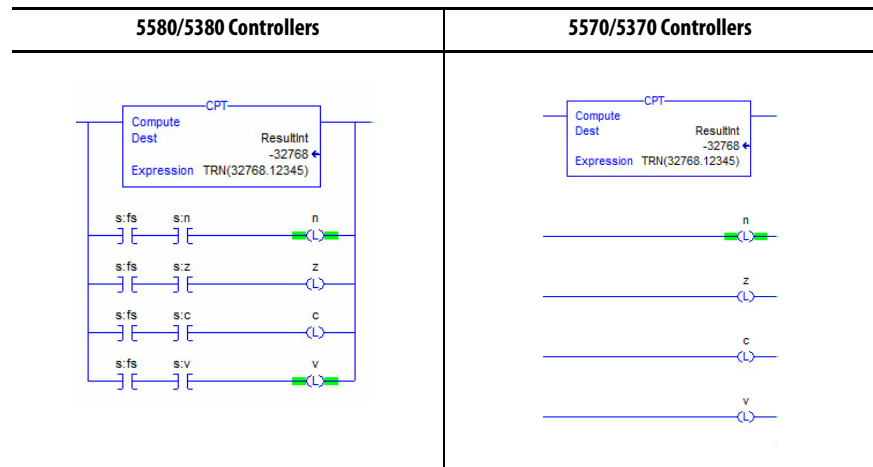 5580/5380 Controllers
5570/5370 Controllers
CPT
Compute
Dest ResultInt
-32768
Expression TRN(32768.12345)
s:fs s:n n
L
s:fs s:z z
L
s:fs s:c c
L
s:fs s:v v
L
CPT
Compute
Dest ResultInt
-32768
Expression TRN(32768.12345)
n
L
z
L
c
L
v
L